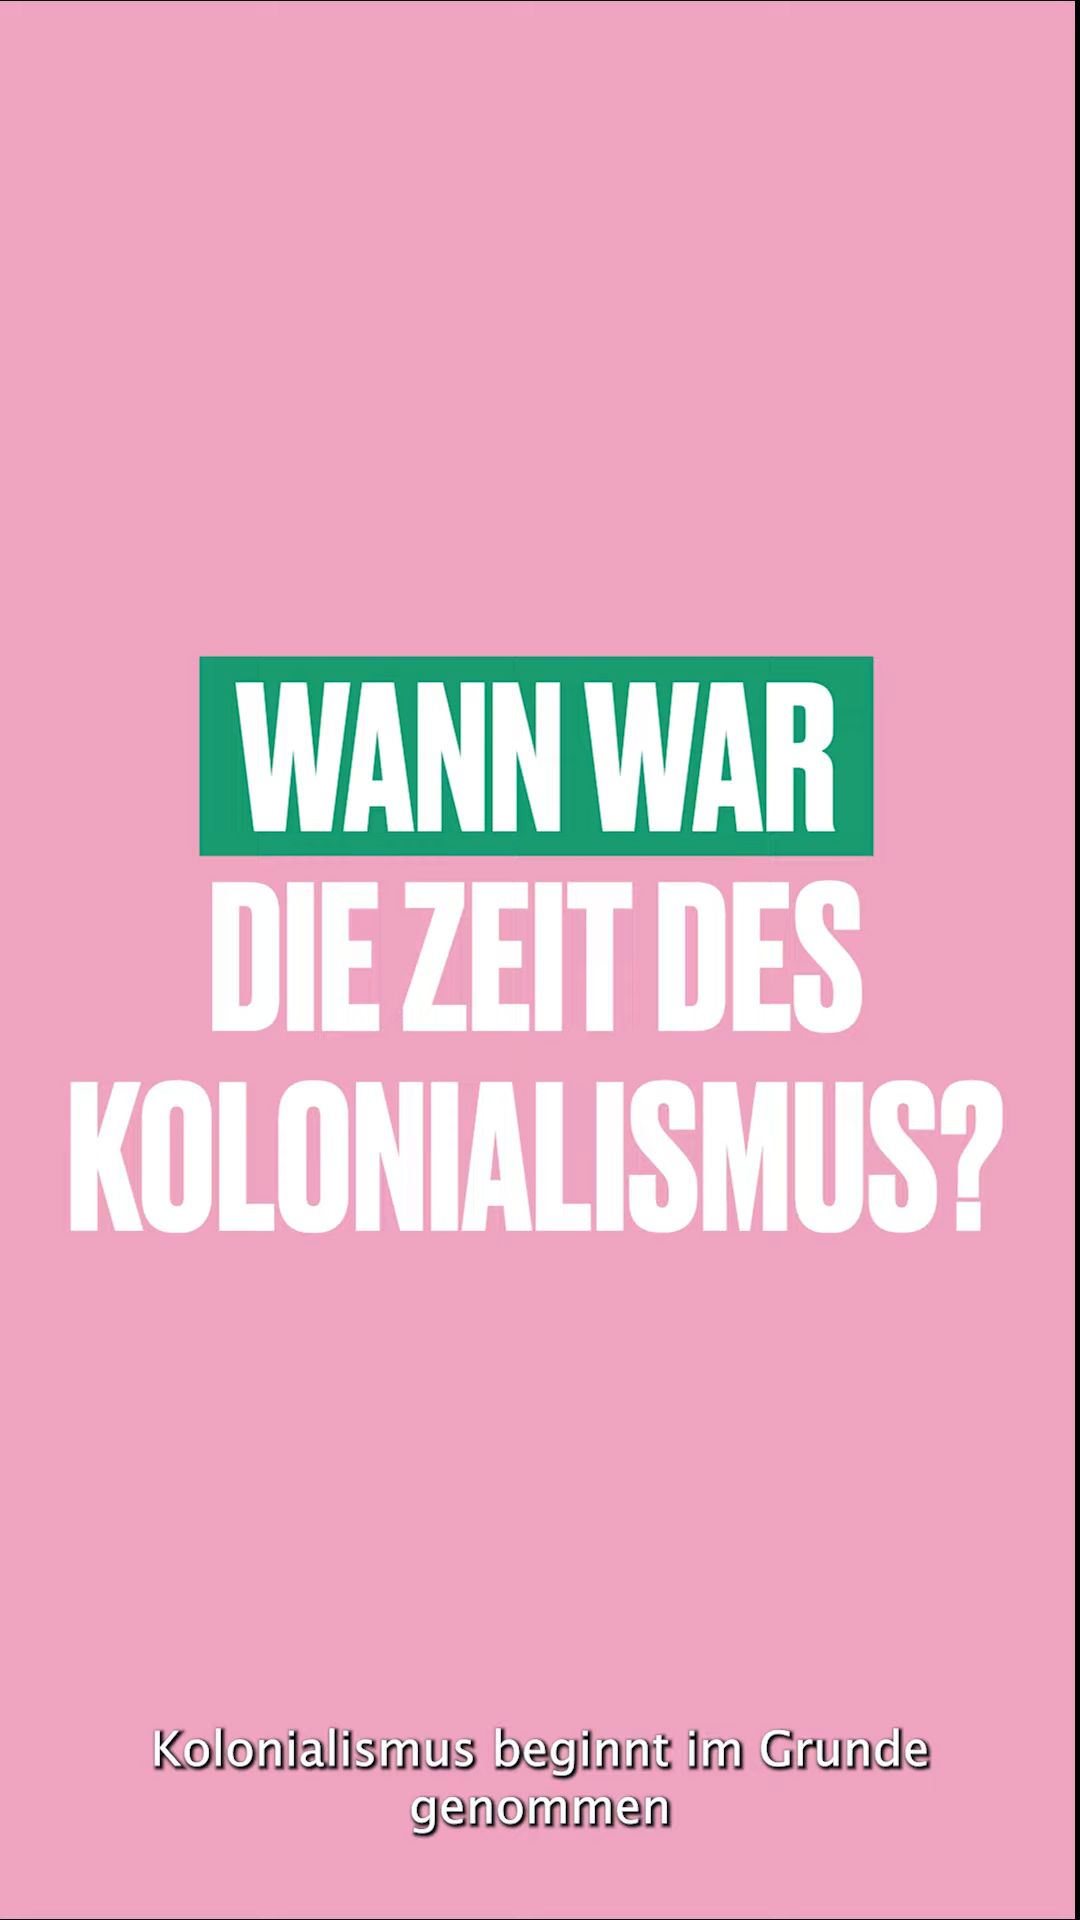 WANN WAR
DIE ZEIT DES
KOLONIALISMUS?
Kolonialismus beginnt im Grunde
genommen